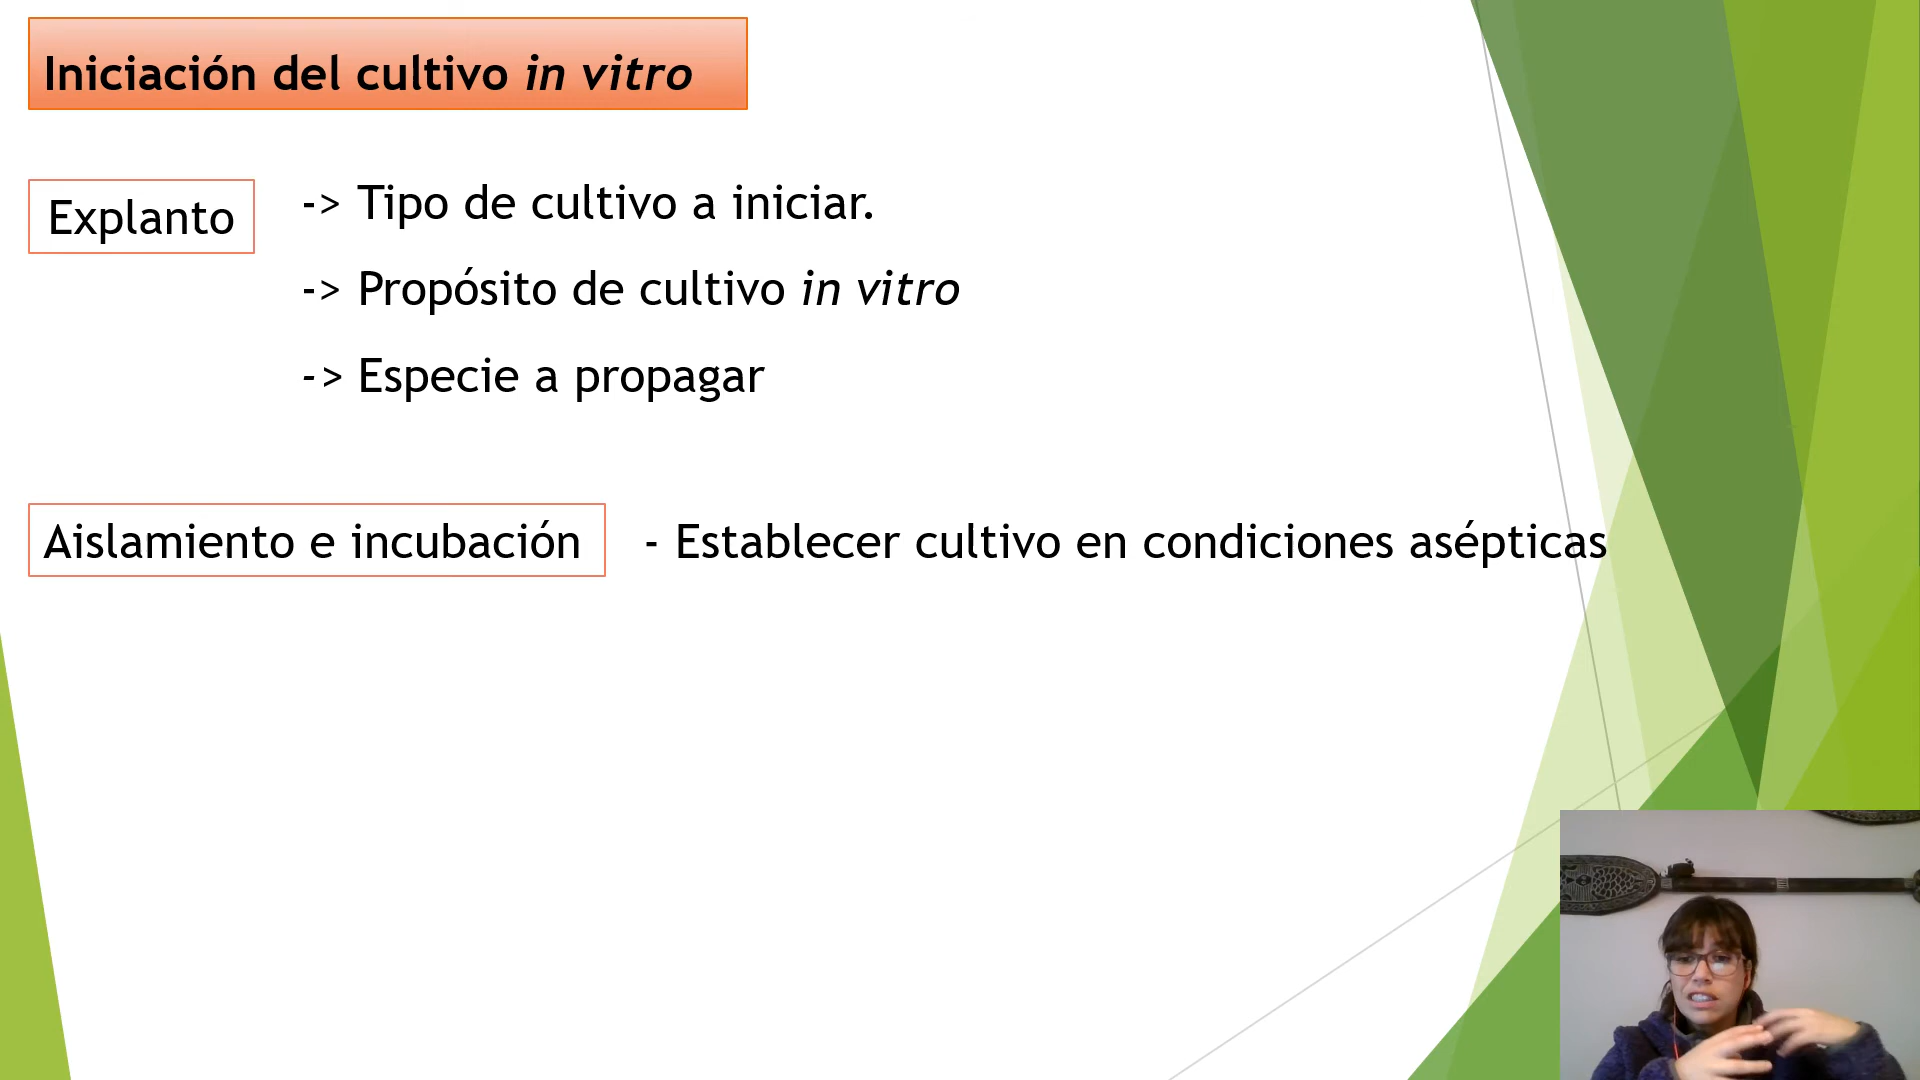 Iniciación del cultivo in vitro
Explanto
-> Tipo de cultivo a iniciar.
-> Propósito de cultivo in vitro
-> Especie a propagar
Aislamiento e incubación
- Establecer cultivo en condiciones asépticas